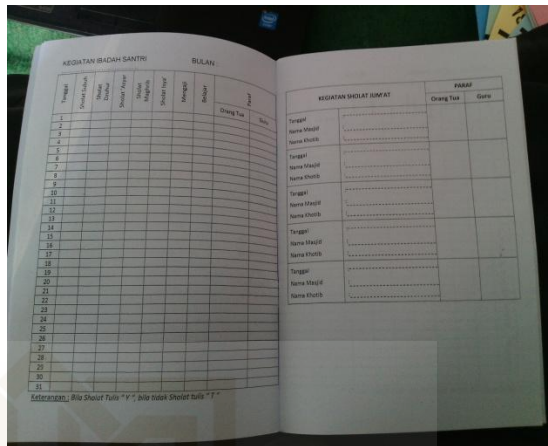 KEGIATAN IBADAH SANTRI BULAN :
Tanggal Sholat Subuh Sholat Dzuhur Sholat 'Asyar Sholat Maghrib Sholat Isya' Mengaji Belajar Paraf
Orang Tua Guru
1
2
3
4
5
6
7
8
9
10
11
12
13
14
15
16
17
18
19
20
21
22
23
24
25
26
27
28
29
30
31
Keterangan : Bila Sholat Tulis " Y ", bila tidak Sholat tulis " T "
KEGIATAN SHOLAT JUM'AT PARAF
Orang Tua Guru
Tanggal
Nama Masjid
Nama Khotib
Tanggal
Nama Masjid
Nama Khotib
Tanggal
Nama Masjid
Nama Khotib
Tanggal
Nama Masjid
Nama Khotib
Tanggal
Nama Masjid
Nama Khotib